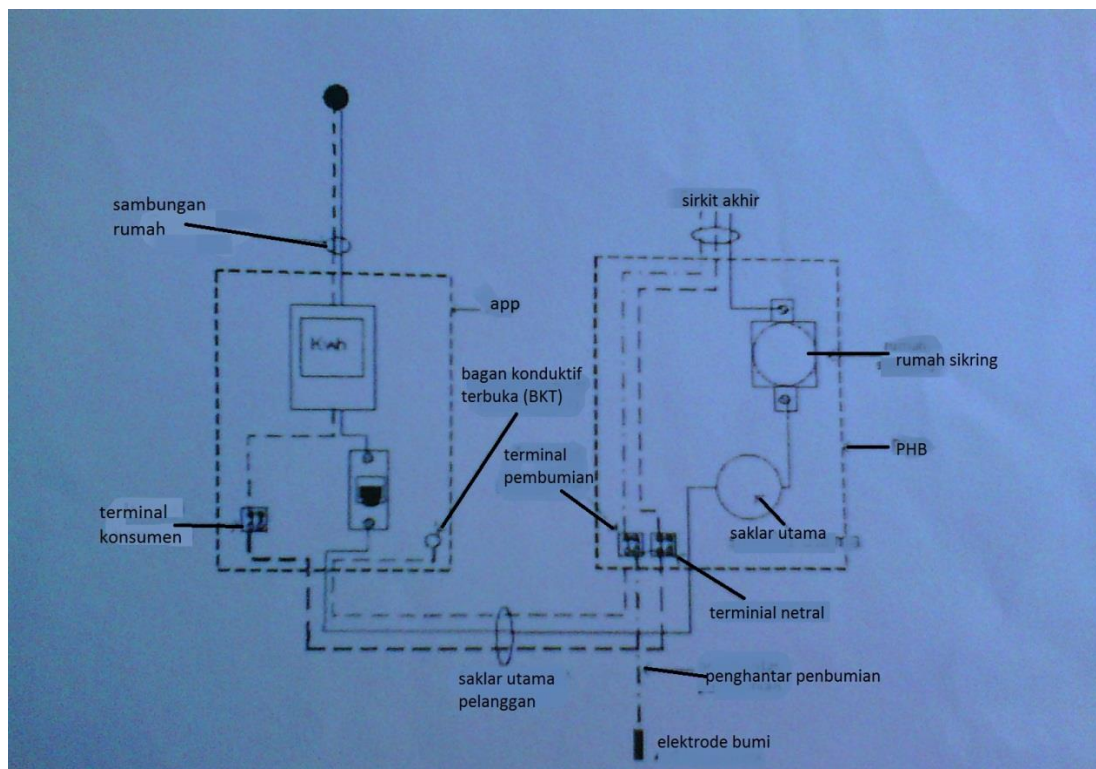 sambungan
rumah
sirkit akhir
app
Kwh
rumah sikring
bagan konduktif
terbuka (BKT)
terminal
pembumian
PHB
terminal
konsumen
saklar utama
terminial netral
saklar utama
pelanggan
penghantar penbumian
elektrode bumi